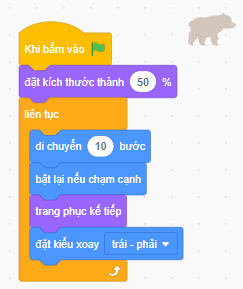 Khi bấm vào
đặt kích thước thành 50 %
liên tục
di chuyển 10 bước
bật lại nếu chạm cạnh
trang phục kế tiếp
đặt kiểu xoay trái - phải